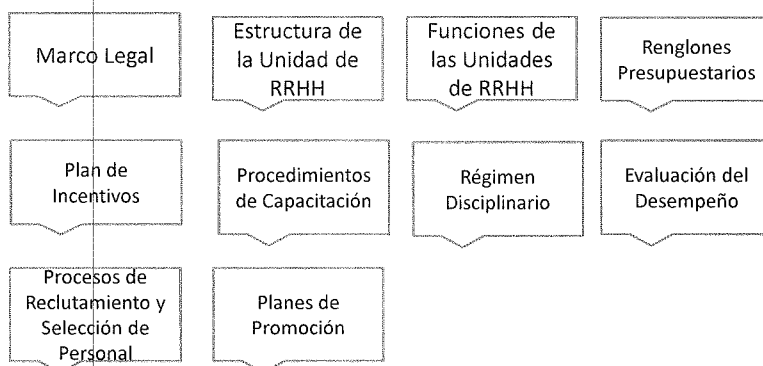 Marco Legal
Estructura de
la Unidad de
RRHH
Funciones de
las Unidades
de RRHH
Renglones
Presupuestarios
Plan de
Incentivos
Procedimientos
de Capacitación
Régimen
Disciplinario
Evaluación del
Desempeño
Procesos de
Reclutamiento y
Selección de
Personal
Planes de
Promoción